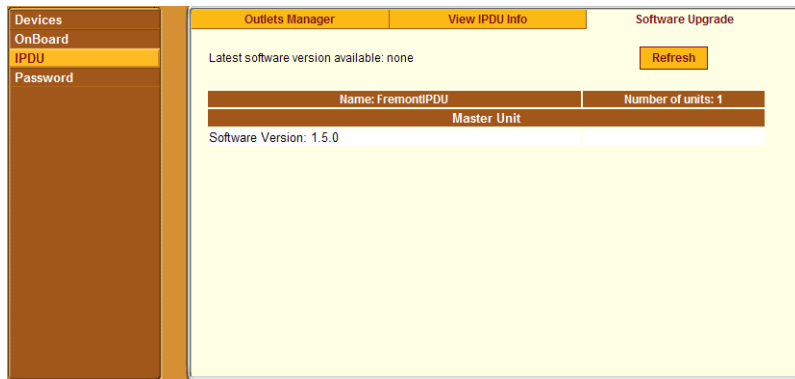 Devices
OnBoard
IPDU
Password
Outlets Manager
View IPDU Info
Software Upgrade
Latest software version available: none
Refresh
Name: FremontIPDU
Number of units: 1
Master Unit
Software Version: 1.5.0